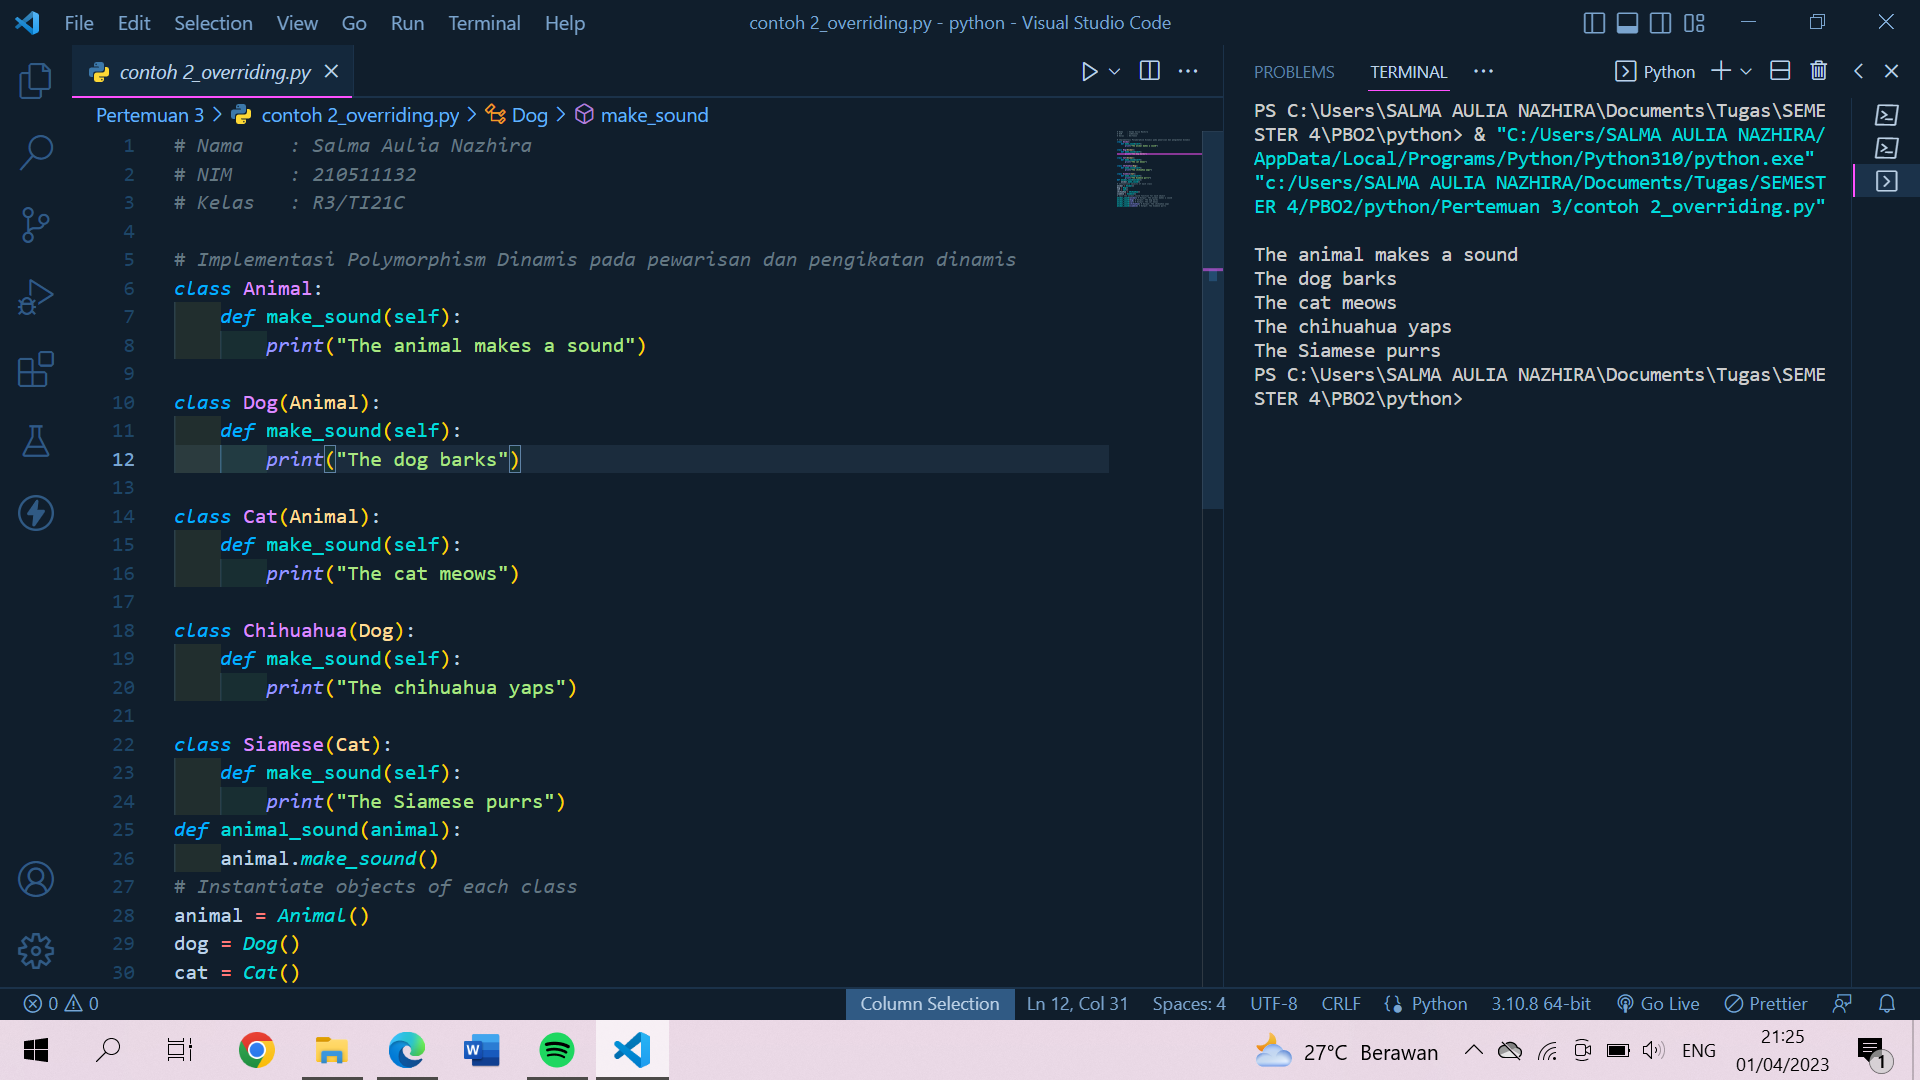 File Edit Selection View Go Run Terminal Help
contoh 2_overriding.py - python - Visual Studio Code
contoh 2_overriding.py
Pertemuan 3 > contoh 2_overriding.py > Dog > make_sound
1 # Nama    : Salma Aulia Nazhira
2 # NIM     : 210511132
3 # Kelas   : R3/TI21C
4
5 # Implementasi Polymorphism Dinamis pada pewarisan dan pengikatan dinamis
6 class Animal:
7     def make_sound(self):
8         print("The animal makes a sound")
9
10 class Dog(Animal):
11     def make_sound(self):
12         print("The dog barks")
13
14 class Cat(Animal):
15     def make_sound(self):
16         print("The cat meows")
17
18 class Chihuahua(Dog):
19     def make_sound(self):
20         print("The chihuahua yaps")
21
22 class Siamese(Cat):
23     def make_sound(self):
24         print("The Siamese purrs")
25 def animal_sound(animal):
26     animal.make_sound()
27 # Instantiate objects of each class
28 animal = Animal()
29 dog = Dog()
30 cat = Cat()
PROBLEMS TERMINAL ··· Python
PS C:\Users\SALMA AULIA NAZHIRA\Documents\Tugas\SEME
STER 4\PBO2\python> & "C:/Users/SALMA AULIA NAZHIRA/
AppData/Local/Programs/Python/Python310/python.exe"
"c:/Users/SALMA AULIA NAZHIRA/Documents/Tugas/SEMEST
ER 4/PBO2/python/Pertemuan 3/contoh 2_overriding.py"
The animal makes a sound
The dog barks
The cat meows
The chihuahua yaps
The Siamese purrs
PS C:\Users\SALMA AULIA NAZHIRA\Documents\Tugas\SEME
STER 4\PBO2\python>
0 0 Column Selection Ln 12, Col 31 Spaces: 4 UTF-8 CRLF Python 3.10.8 64-bit Go Live Prettier
27°C Berawan ENG
21:25
01/04/2023
1